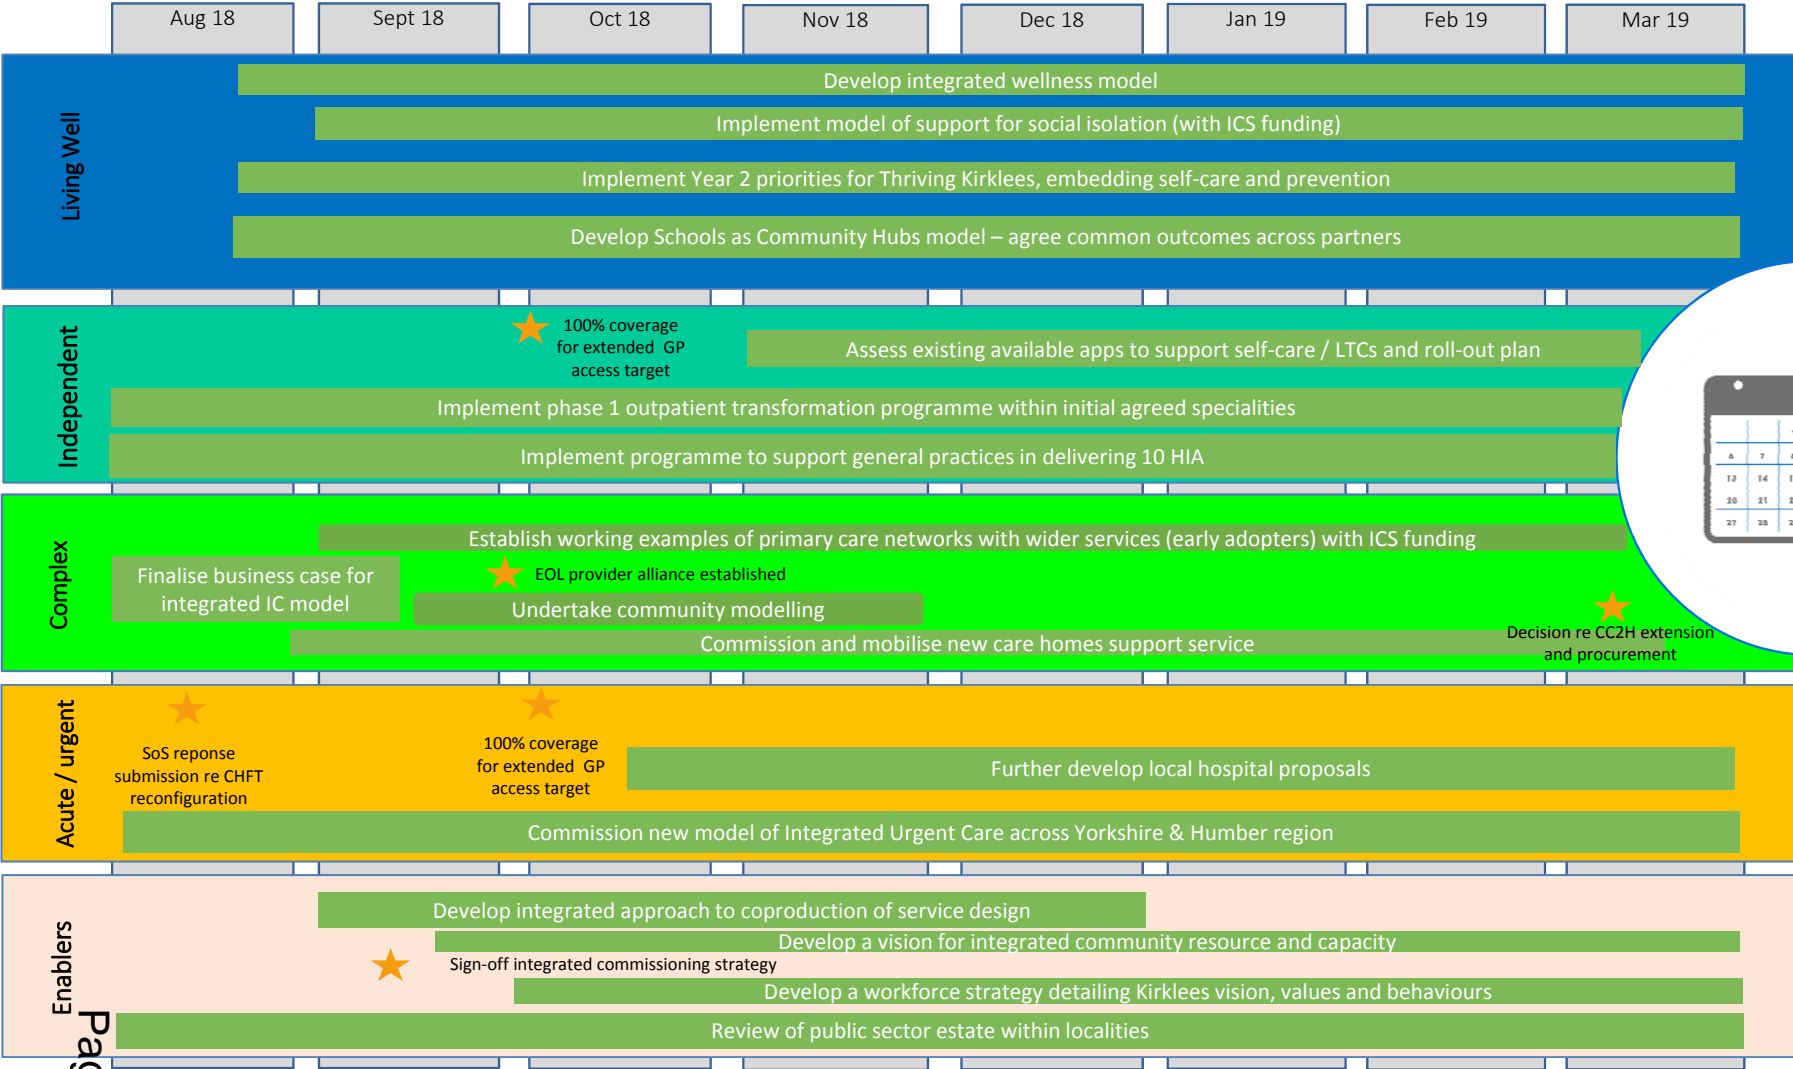 Aug 18
Sept 18
Oct 18
Nov 18
Dec 18
Jan 19
Feb 19
Mar 19
Living Well
Develop integrated wellness model
Implement model of support for social isolation (with ICS funding)
Implement Year 2 priorities for Thriving Kirklees, embedding self-care and prevention
Develop Schools as Community Hubs model – agree common outcomes across partners
Independent
100% coverage
for extended GP
access target
Assess existing available apps to support self-care / LTCs and roll-out plan
Implement phase 1 outpatient transformation programme within initial agreed specialities
Implement programme to support general practices in delivering 10 HIA
6 7
13 14
20 21
27 28
Complex
Establish working examples of primary care networks with wider services (early adopters) with ICS funding
Finalise business case for
integrated IC model
EOL provider alliance established
Undertake community modelling
Commission and mobilise new care homes support service
Decision re CC2H extension
and procurement
Acute / urgent
SoS reponse
submission re CHFT
reconfiguration
100% coverage
for extended GP
access target
Further develop local hospital proposals
Commission new model of Integrated Urgent Care across Yorkshire & Humber region
Enablers
Develop integrated approach to coproduction of service design
Develop a vision for integrated community resource and capacity
Sign-off integrated commissioning strategy
Develop a workforce strategy detailing Kirklees vision, values and behaviours
Review of public sector estate within localities
Pag